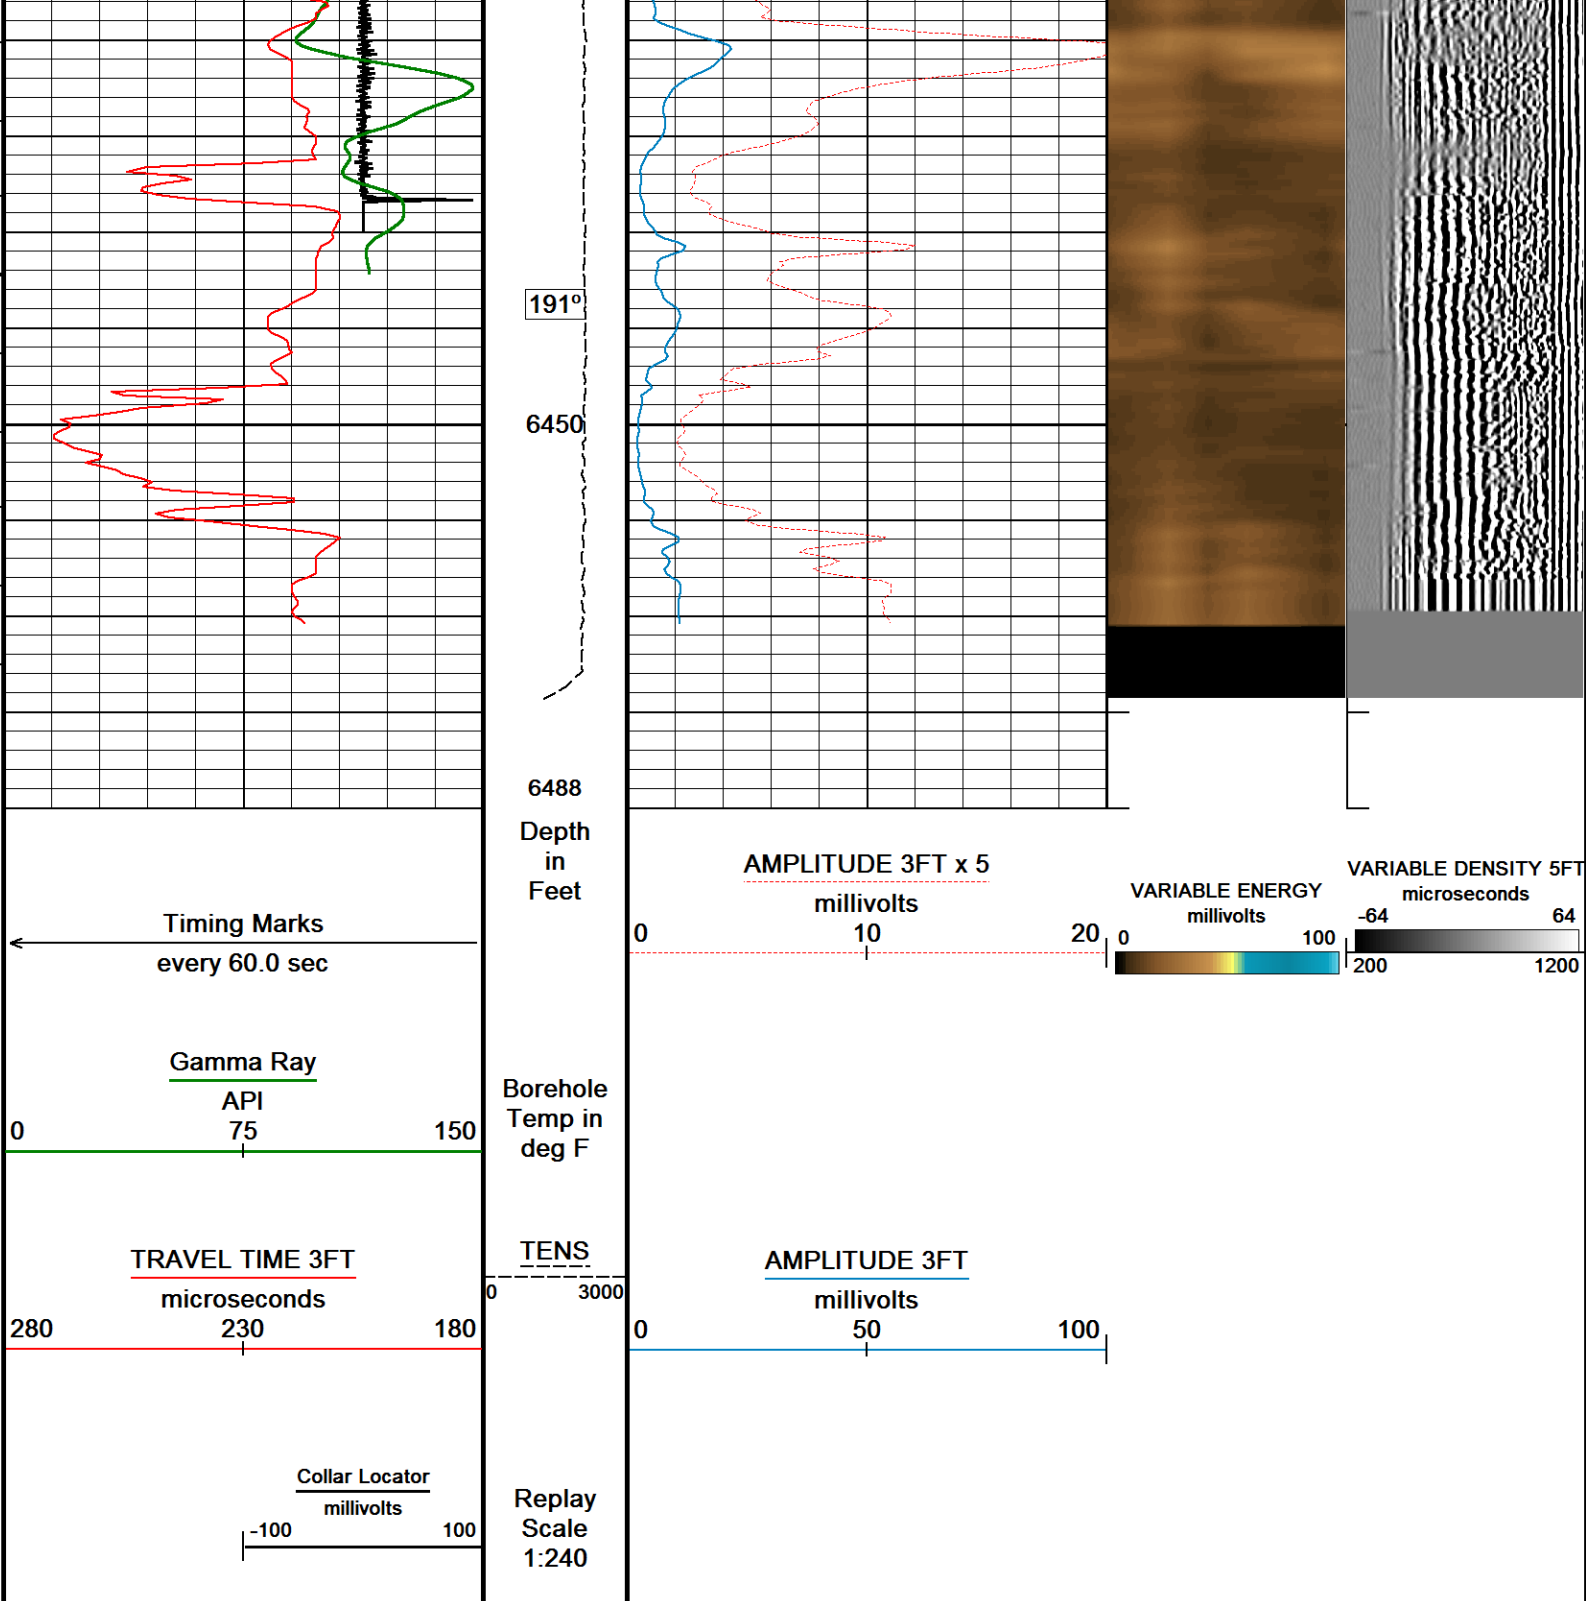 191º
6450
6488
Depth
in
Feet
Timing Marks
every 60.0 sec
Gamma Ray
API
0 75 150
TRAVEL TIME 3FT
microseconds
280 230 180
Collar Locator
millivolts
-100 100
Borehole
Temp in
deg F
TENS
0 3000
Replay
Scale
1:240
AMPLITUDE 3FT x 5
millivolts
0 10 20
AMPLITUDE 3FT
millivolts
0 50 100
VARIABLE ENERGY
millivolts
0 100
VARIABLE DENSITY 5FT
microseconds
-64 64
200 1200